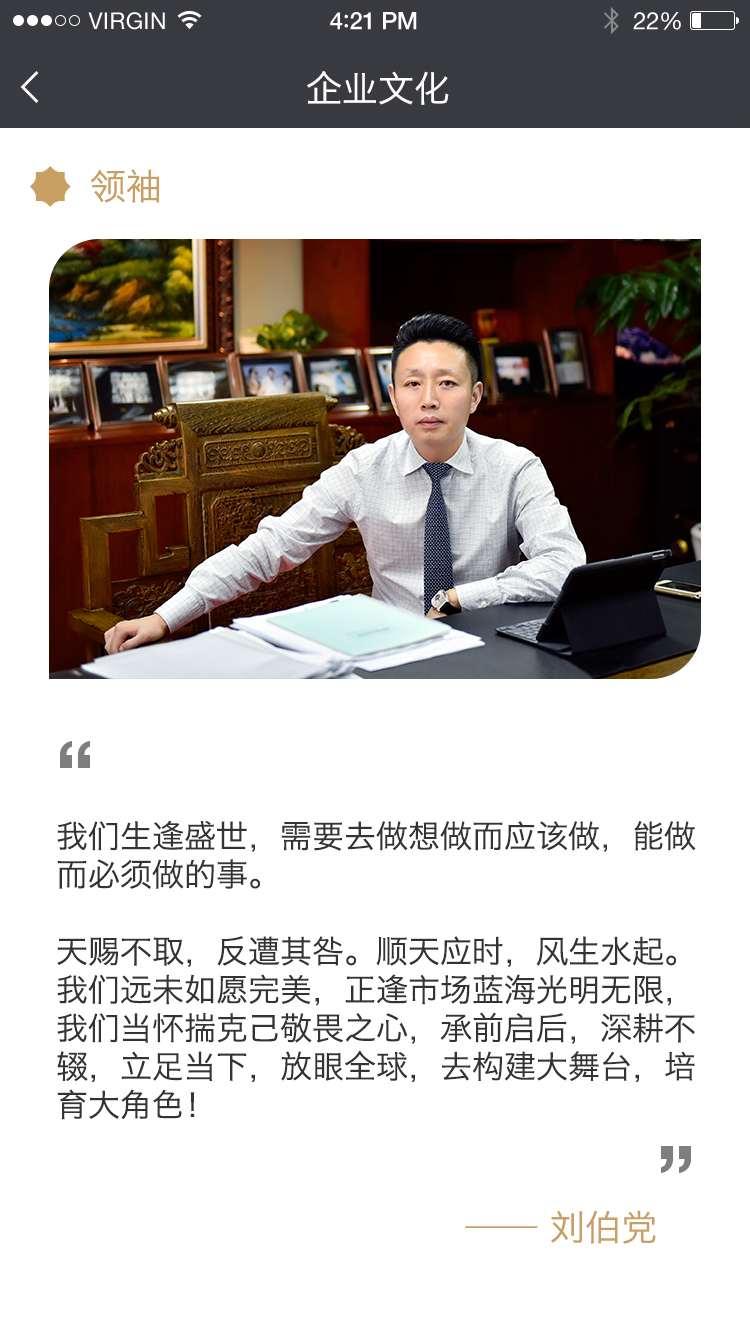 VIRGIN 4:21 PM 22%
企业文化
领袖
“
我们生逢盛世，需要去做想做而应该做，能做
而必须做的事。
天赐不取，反遭其咎。顺天应时，风生水起。
我们远未如愿完美，正逢市场蓝海光明无限，
我们当怀揣克己敬畏之心，承前启后，深耕不
辍，立足当下，放眼全球，去构建大舞台，培
育大角色！
”
—— 刘伯党